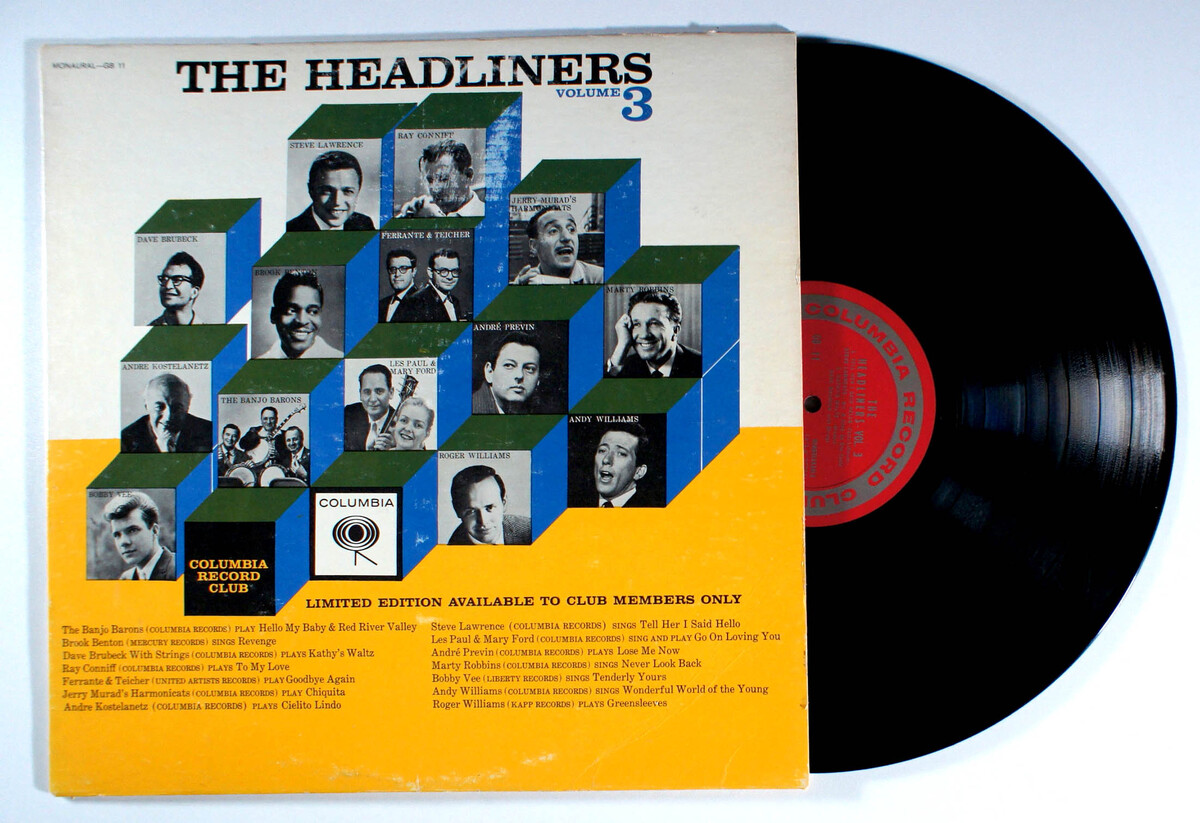 MONAURAL—GB 11
THE HEADLINERS
VOLUME 3
STEVE LAWRENCE
RAY CONNIFF
JERRY MURAD'S
HARMONICATS
DAVE BRUBECK
FERRANTE & TEICHER
BROOK BENTON
MARTY ROBBINS
ANDRÉ PREVIN
ANDRE KOSTELANETZ
LES PAUL &
MARY FORD
THE BANJO BARONS
ANDY WILLIAMS
ROGER WILLIAMS
BOBBY VEE
COLUMBIA
COLUMBIA
RECORD
CLUB
LIMITED EDITION AVAILABLE TO CLUB MEMBERS ONLY
The Banjo Barons (COLUMBIA RECORDS) PLAY Hello My Baby & Red River Valley
Brook Benton (MERCURY RECORDS) SINGS Revenge
Dave Brubeck With Strings (COLUMBIA RECORDS) PLAYS Kathy's Waltz
Ray Conniff (COLUMBIA RECORDS) PLAYS To My Love
Ferrante & Teicher (UNITED ARTISTS RECORDS) PLAY Goodbye Again
Jerry Murad's Harmonicats (COLUMBIA RECORDS) PLAY Chiquita
Andre Kostelanetz (COLUMBIA RECORDS) PLAYS Cielito Lindo
Steve Lawrence (COLUMBIA RECORDS) SINGS Tell Her I Said Hello
Les Paul & Mary Ford (COLUMBIA RECORDS) SING AND PLAY Go On Loving You
André Previn (COLUMBIA RECORDS) PLAYS Lose Me Now
Marty Robbins (COLUMBIA RECORDS) SINGS Never Look Back
Bobby Vee (LIBERTY RECORDS) SINGS Tenderly Yours
Andy Williams (COLUMBIA RECORDS) SINGS Wonderful World of the Young
Roger Williams (KAPP RECORDS) PLAYS Greensleeves
COLUMBIA RECORD CLUB
THE
HEADLINERS VOL. 3